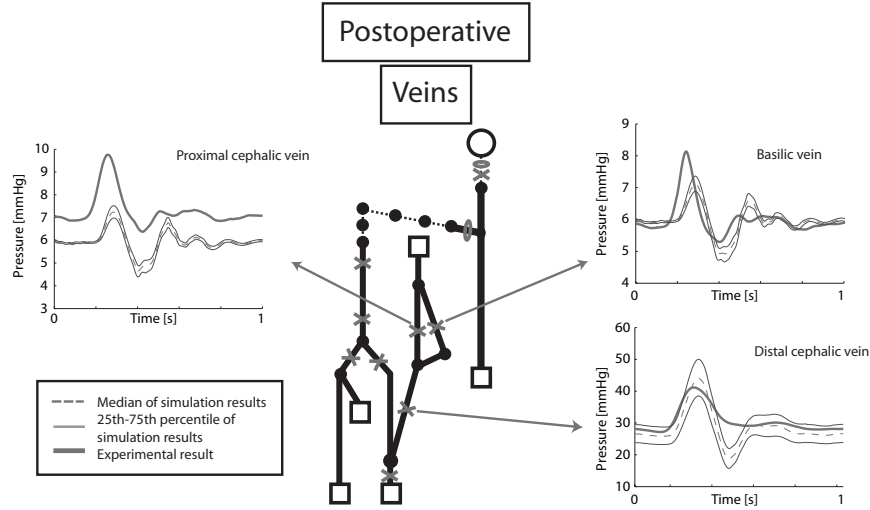 Postoperative
Veins
Proximal cephalic vein
Pressure [mmHg]
10
9
8
7
6
5
4
3
0
Time [s]
1
Basilic vein
Pressure [mmHg]
9
8
7
6
5
4
0
Time [s]
1
Distal cephalic vein
Pressure [mmHg]
60
50
40
30
20
10
0
Time [s]
1
Median of simulation results
25th-75th percentile of
simulation results
Experimental result